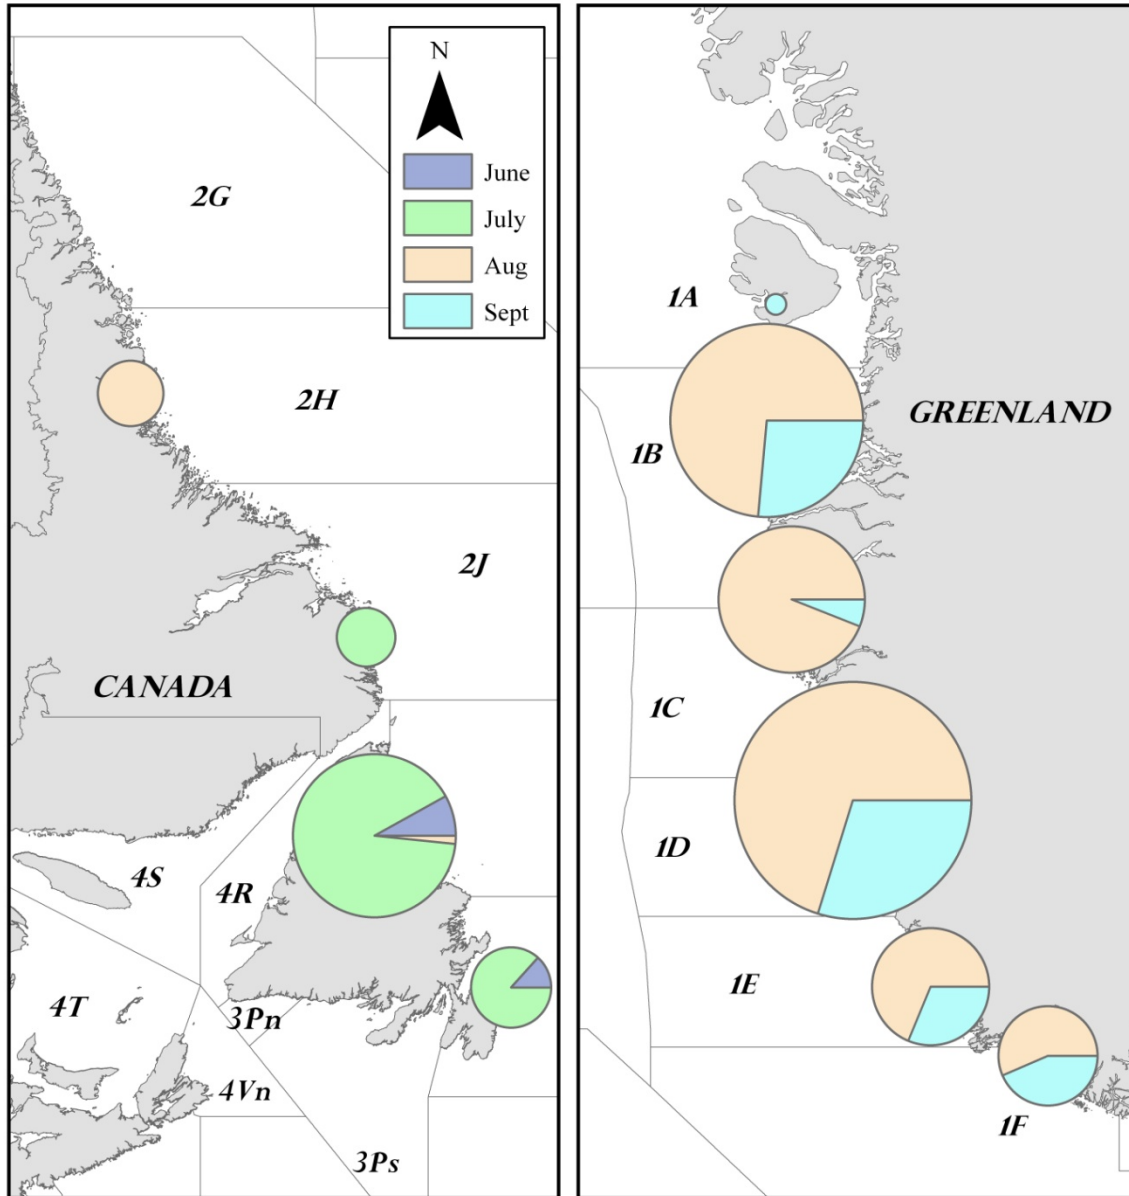 N
June
July
Aug
Sept
2G
2H
2J
CANADA
4S
4R
4T
3Pn
4Vn
3Ps
1A
GREENLAND
1B
1C
1D
1E
1F